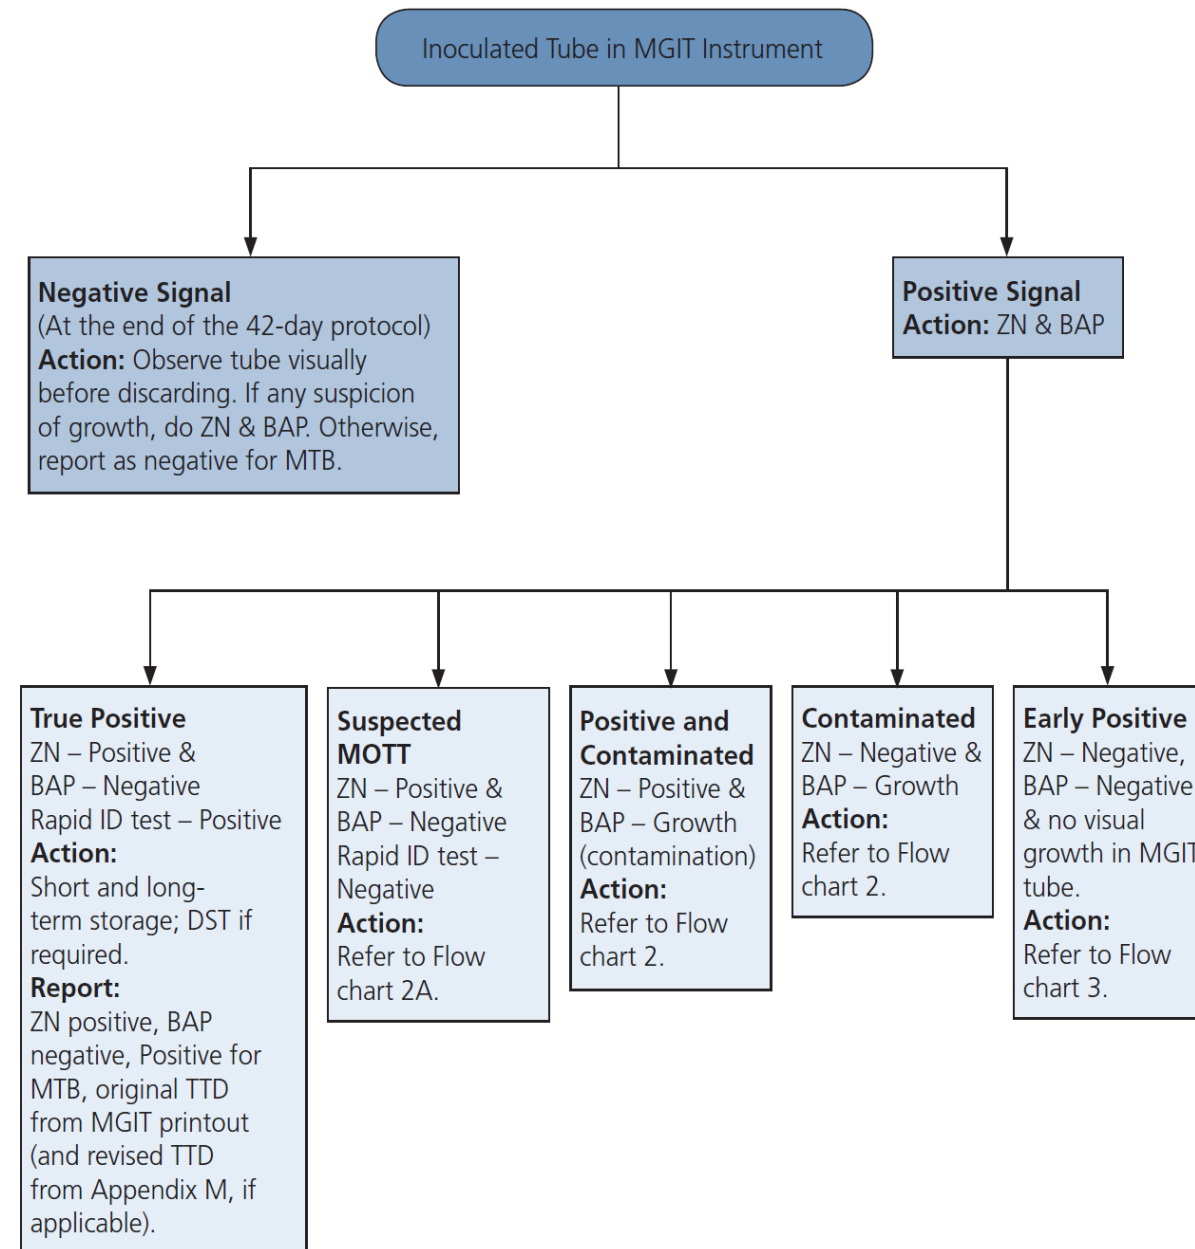 Inoculated Tube in MGIT Instrument
Negative Signal
(At the end of the 42-day protocol)
Action: Observe tube visually
before discarding. If any suspicion
of growth, do ZN & BAP. Otherwise,
report as negative for MTB.
Positive Signal
Action: ZN & BAP
True Positive
ZN – Positive &
BAP – Negative
Rapid ID test – Positive
Action:
Short and long-
term storage; DST if
required.
Report:
ZN positive, BAP
negative, Positive for
MTB, original TTD
from MGIT printout
(and revised TTD
from Appendix M, if
applicable).
Suspected
MOTT
ZN – Positive &
BAP – Negative
Rapid ID test –
Negative
Action:
Refer to Flow
chart 2A.
Positive and
Contaminated
ZN – Positive &
BAP – Growth
(contamination)
Action:
Refer to Flow
chart 2.
Contaminated
ZN – Negative &
BAP – Growth
Action:
Refer to Flow
chart 2.
Early Positive
ZN – Negative,
BAP – Negative
& no visual
growth in MGIT
tube.
Action:
Refer to Flow
chart 3.